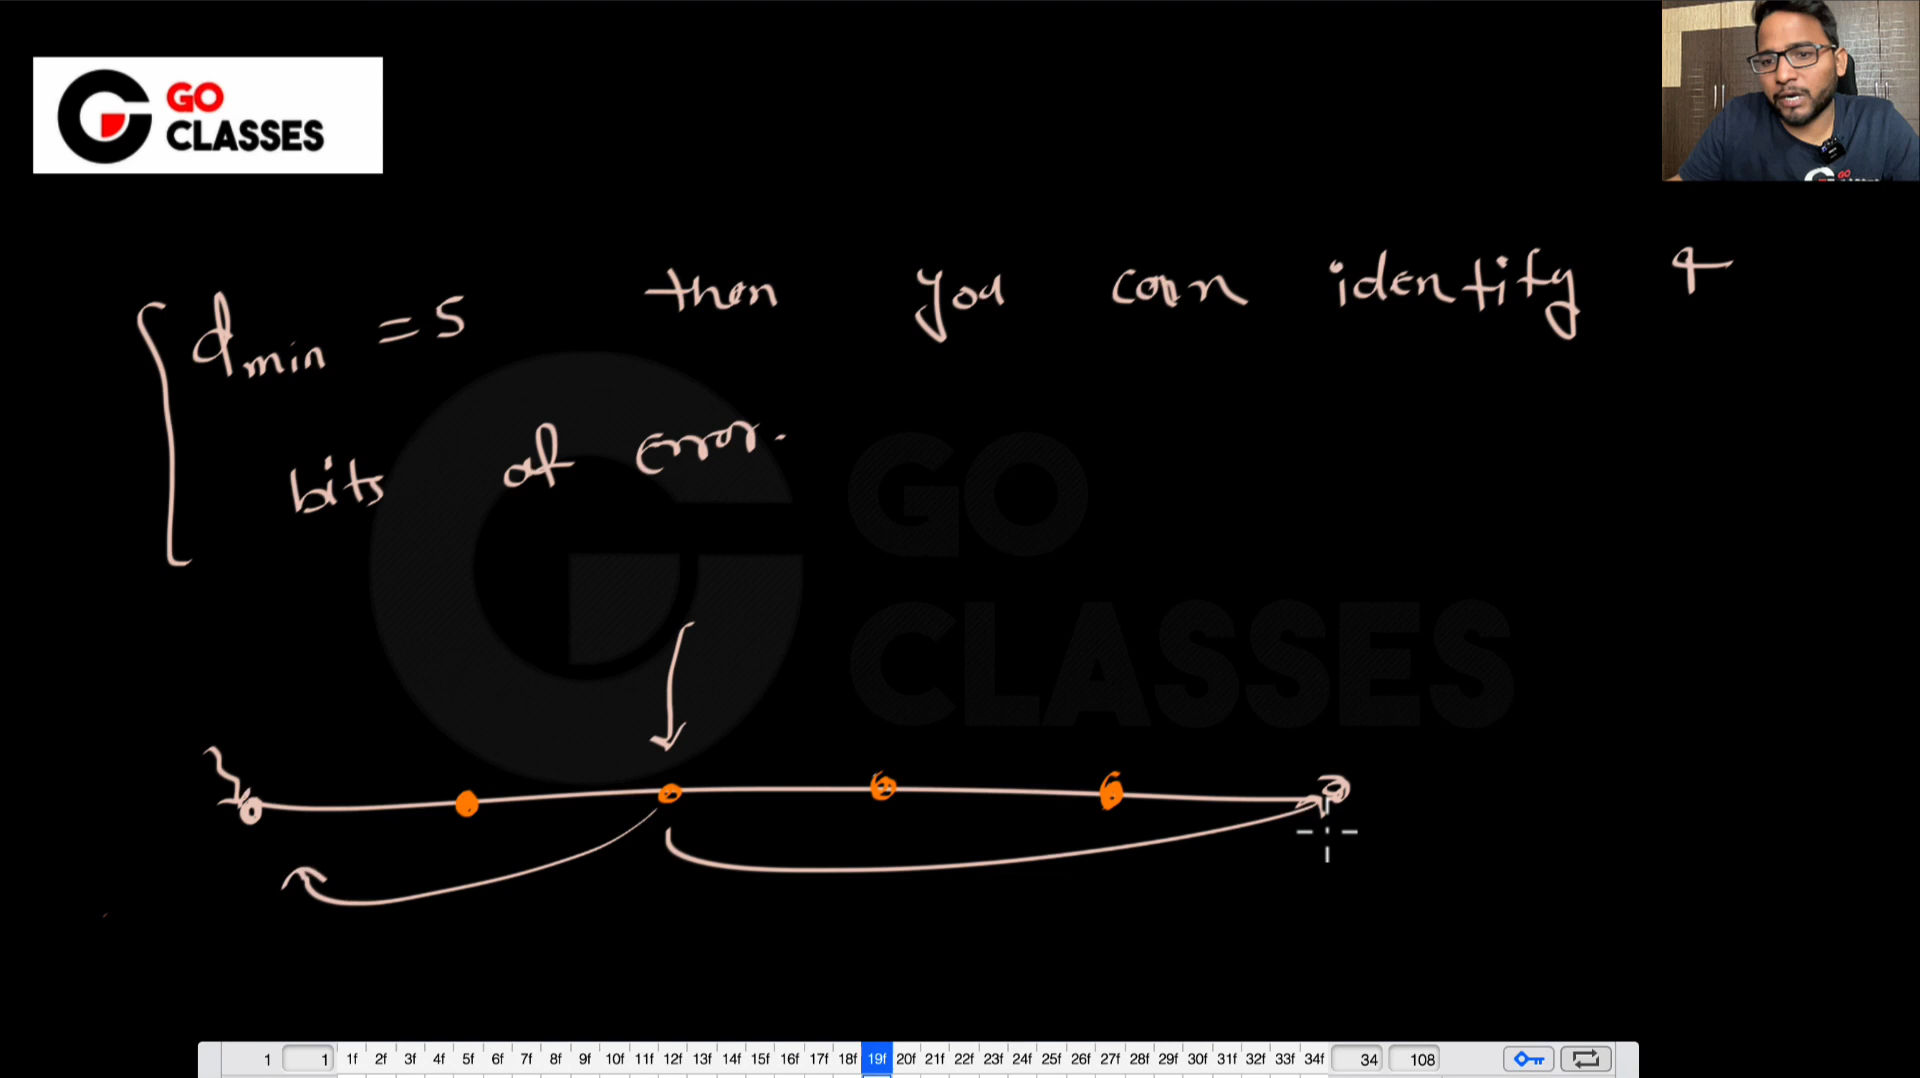 GO
CLASSES
dmin = 5 then you can identify 4
bits of error.
GO
CLASSES
1 1 1f 2f 3f 4f 5f 6f 7f 8f 9f 10f 11f 12f 13f 14f 15f 16f 17f 18f 19f 20f 21f 22f 23f 24f 25f 26f 27f 28f 29f 30f 31f 32f 33f 34f 34 108